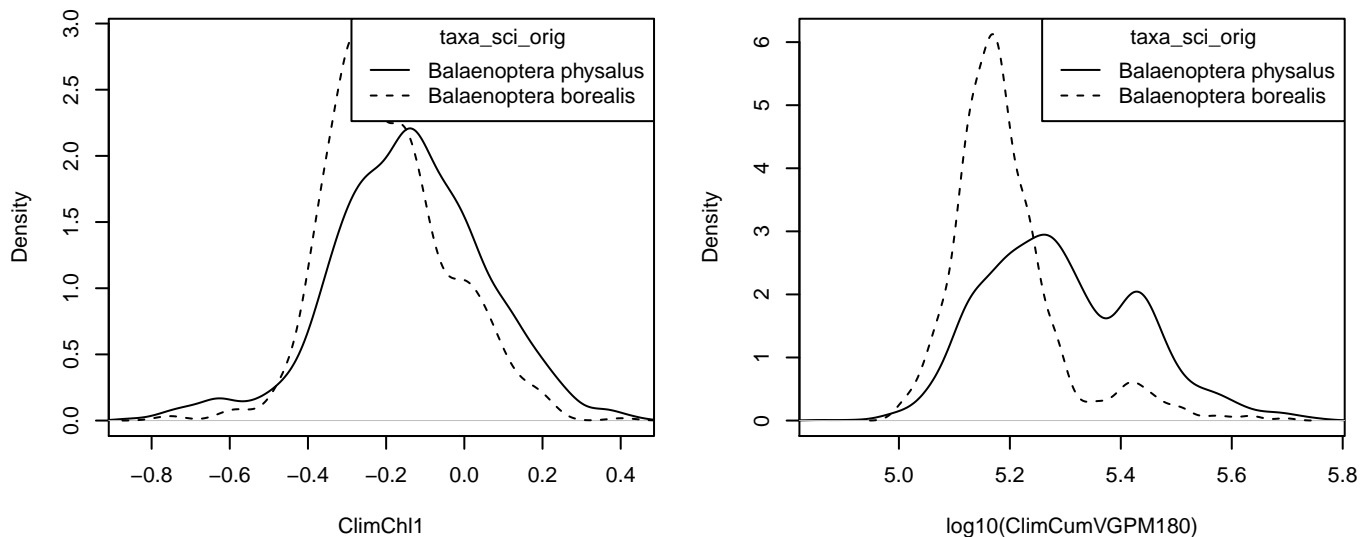 taxa_sci_orig
Balaenoptera physalus
Balaenoptera borealis
Density
3.0
2.5
2.0
1.5
1.0
0.5
0.0
−0.8 −0.6 −0.4 −0.2 0.0 0.2 0.4
ClimChl1
taxa_sci_orig
Balaenoptera physalus
Balaenoptera borealis
Density
6
5
4
3
2
1
0
5.0 5.2 5.4 5.6 5.8
log10(ClimCumVGPM180)